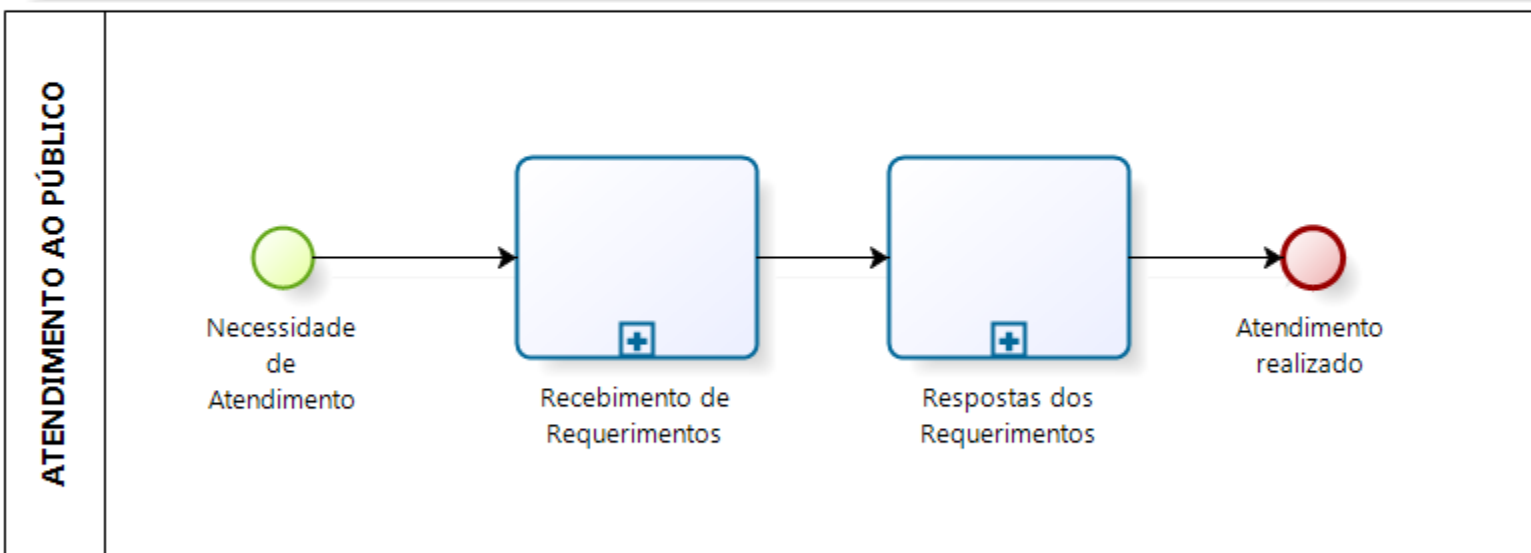 ATENDIMENTO AO PÚBLICO
Necessidade
de
Atendimento
Recebimento de
Requerimentos
Respostas dos
Requerimentos
Atendimento
realizado